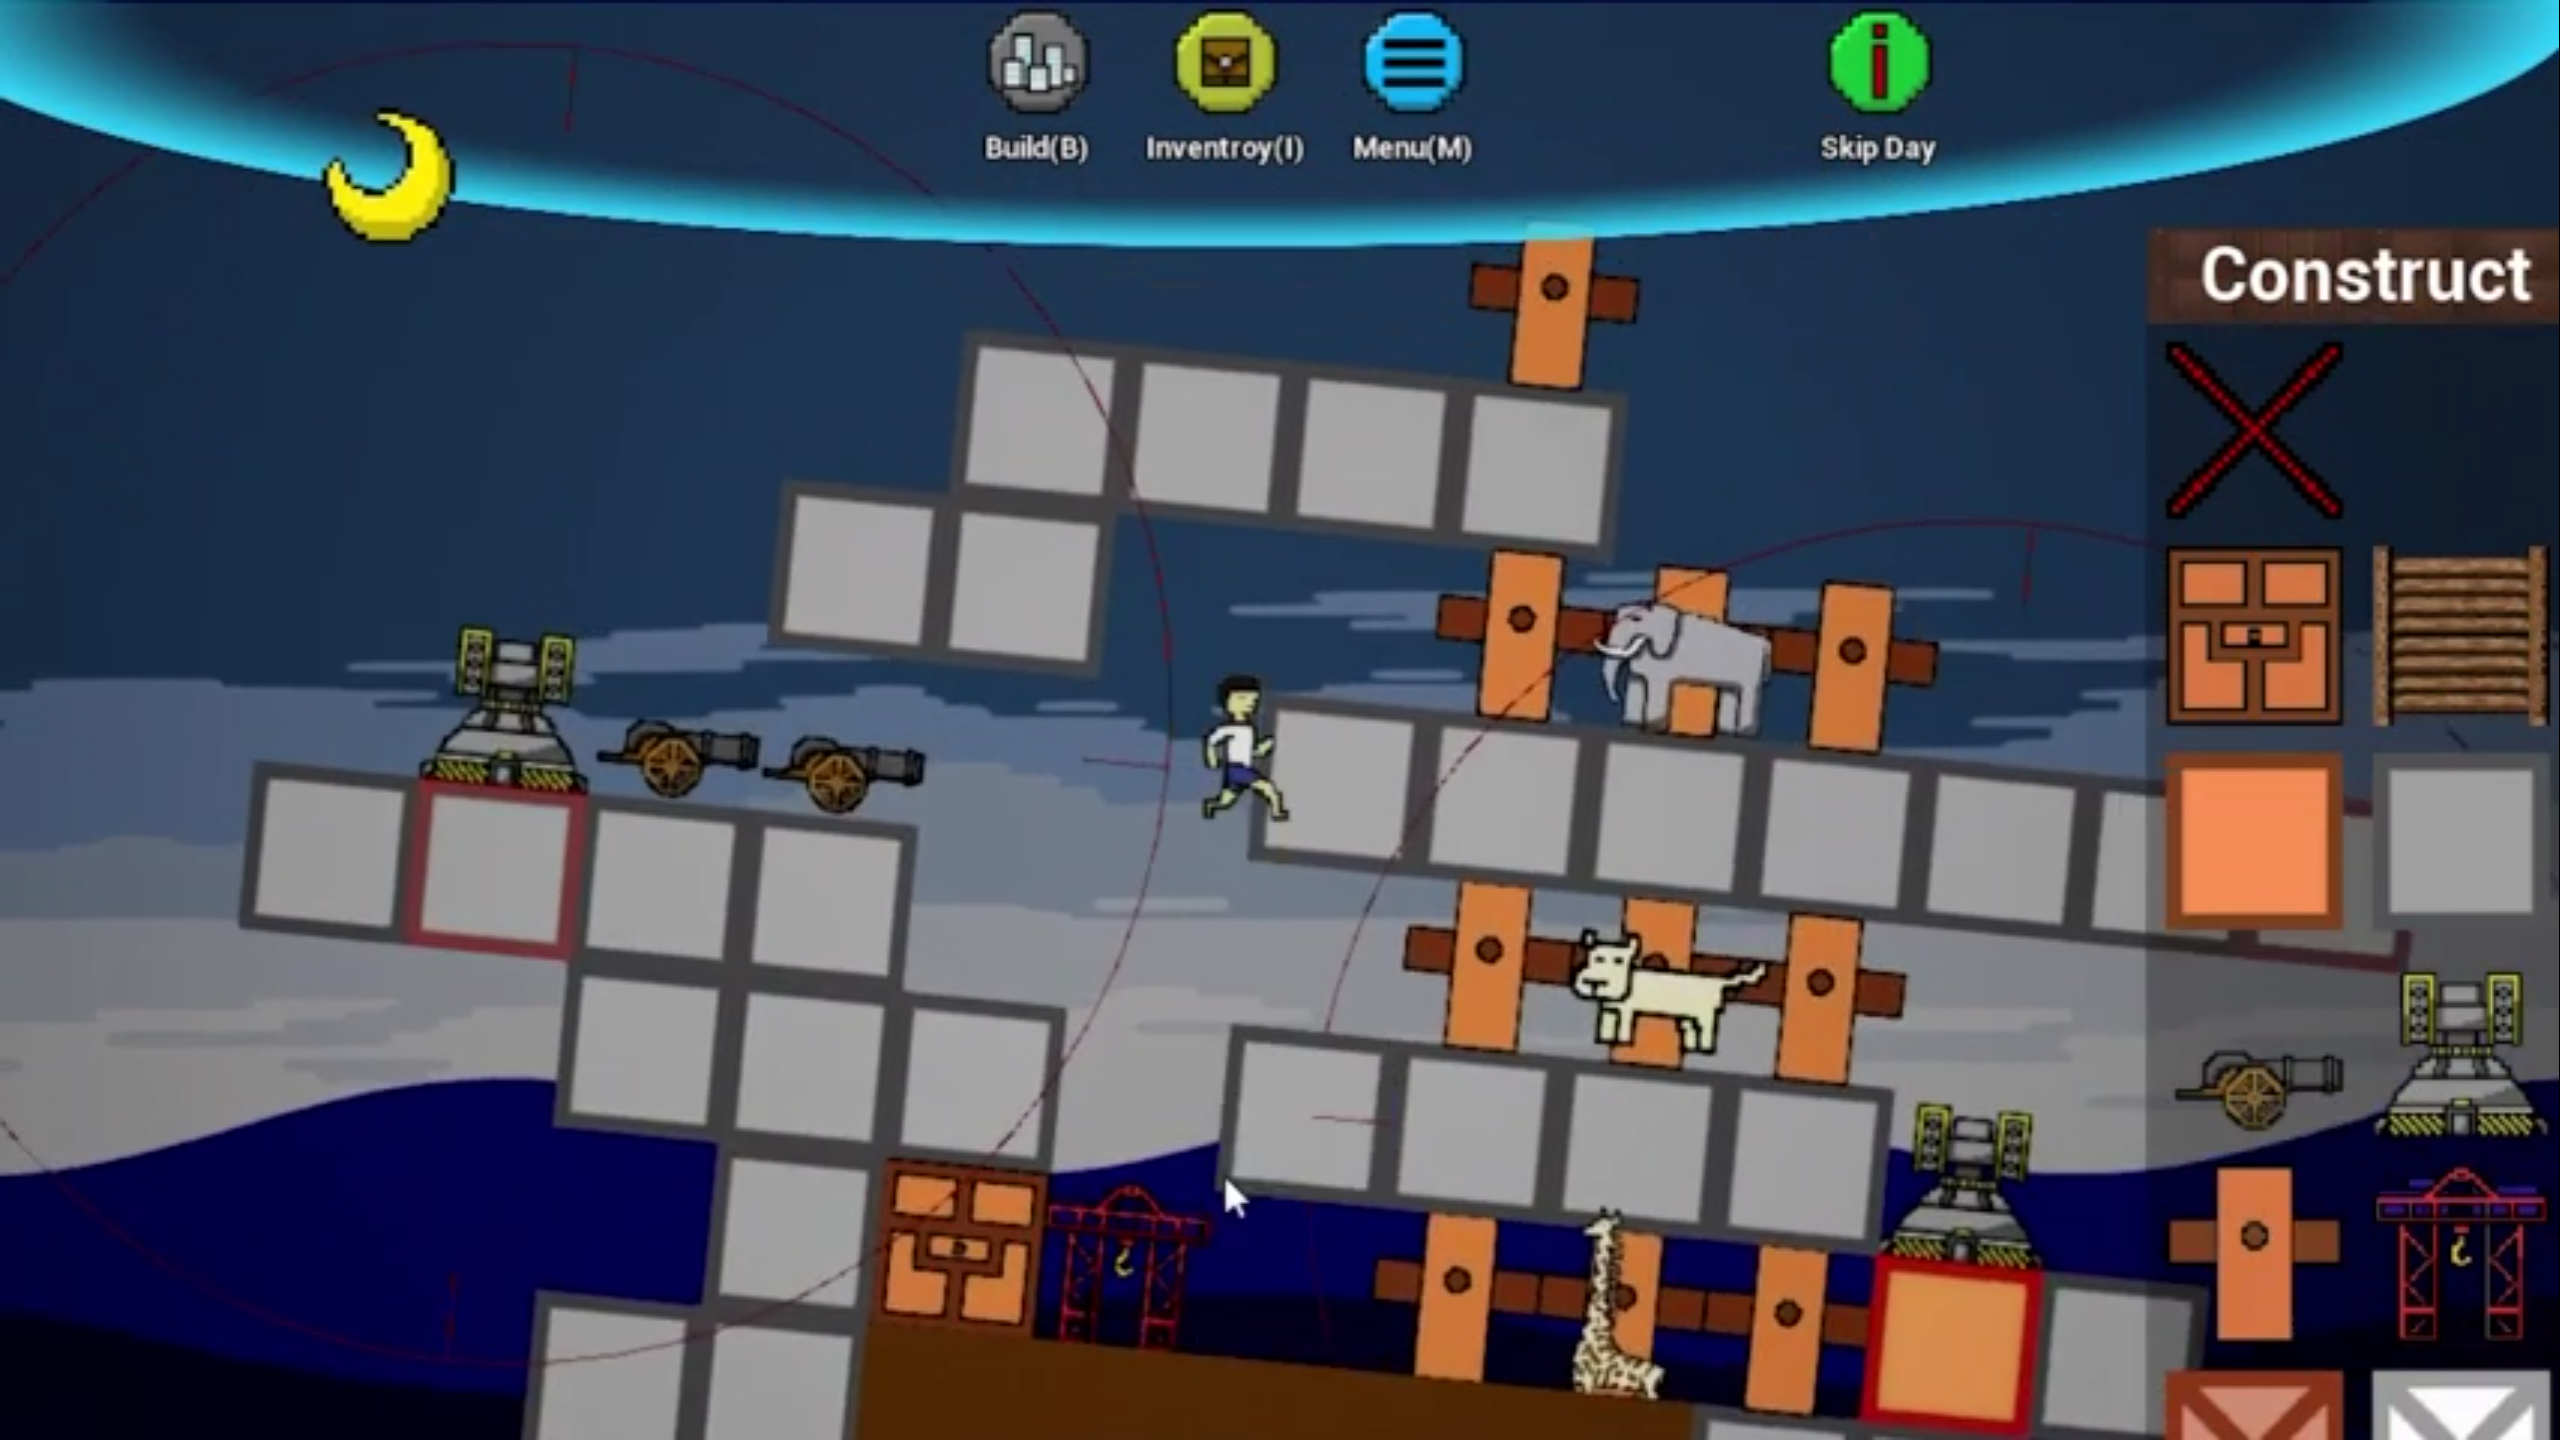 Build(B)
Inventroy(I)
Menu(M)
Skip Day
Construct